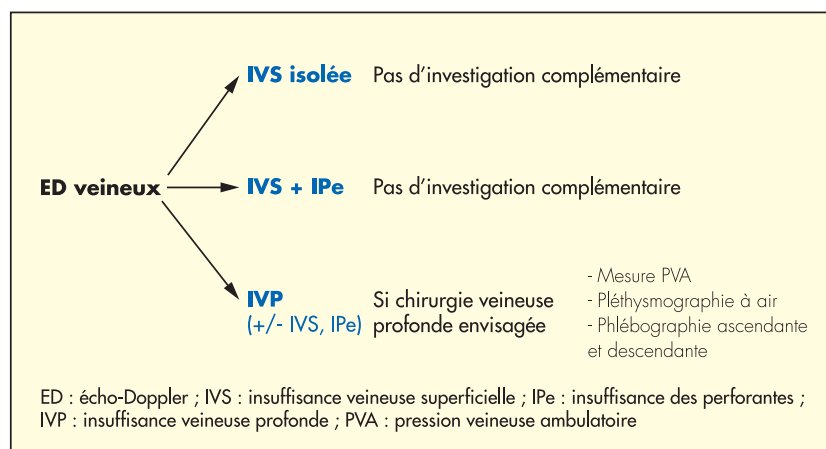 IVS isolée Pas d'investigation complémentaire
ED veineux
IVS + IPe Pas d'investigation complémentaire
IVP
(+/- IVS, IPe)
Si chirurgie veineuse
profonde envisagée
- Mesure PVA
- Pléthysmographie à air
- Phlébographie ascendante
et descendante
ED : écho-Doppler ; IVS : insuffisance veineuse superficielle ; IPe : insuffisance des perforantes ;
IVP : insuffisance veineuse profonde ; PVA : pression veineuse ambulatoire